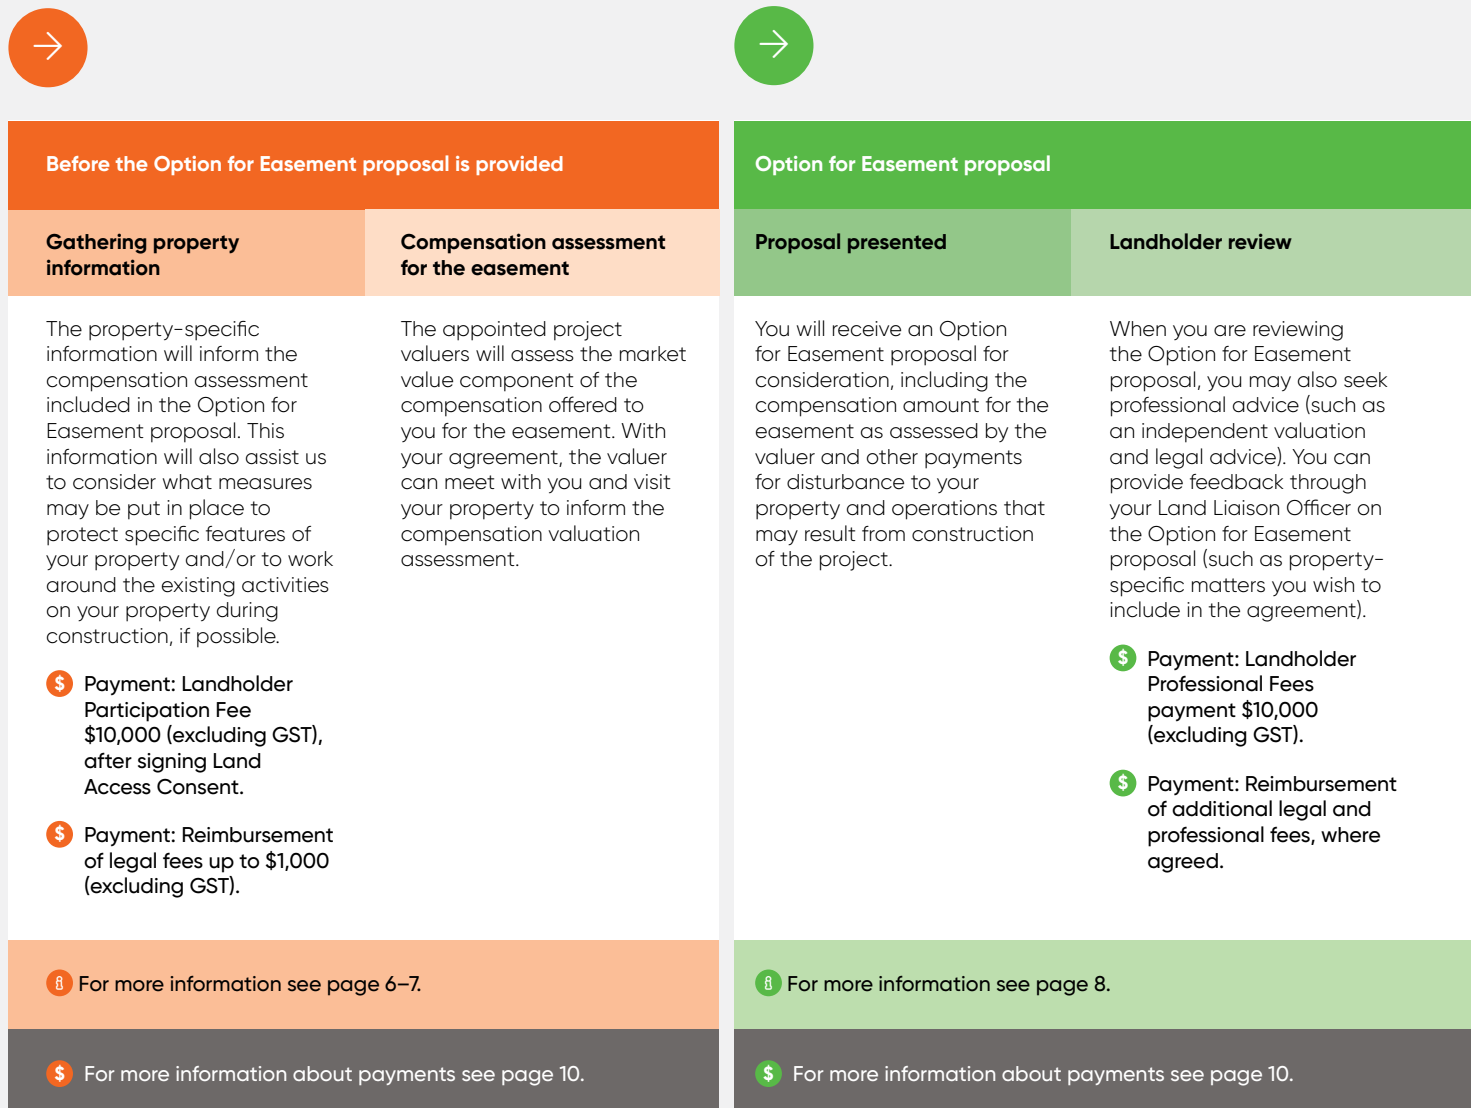 Before the Option for Easement proposal is provided
Gathering property
information
The property-specific
information will inform the
compensation assessment
included in the Option for
Easement proposal. This
information will also assist us
to consider what measures
may be put in place to
protect specific features of
your property and/or to work
around the existing activities
on your property during
construction, if possible.
$ Payment: Landholder
Participation Fee
$10,000 (excluding GST),
after signing Land
Access Consent.
$ Payment: Reimbursement
of legal fees up to $1,000
(excluding GST).
Compensation assessment
for the easement
The appointed project
valuers will assess the market
value component of the
compensation offered to
you for the easement. With
your agreement, the valuer
can meet with you and visit
your property to inform the
compensation valuation
assessment.
i For more information see page 6–7.
$ For more information about payments see page 10.
Option for Easement proposal
Proposal presented
You will receive an Option
for Easement proposal for
consideration, including the
compensation amount for the
easement as assessed by the
valuer and other payments
for disturbance to your
property and operations that
may result from construction
of the project.
Landholder review
When you are reviewing
the Option for Easement
proposal, you may also seek
professional advice (such as
an independent valuation
and legal advice). You can
provide feedback through
your Land Liaison Officer on
the Option for Easement
proposal (such as property-
specific matters you wish to
include in the agreement).
$ Payment: Landholder
Professional Fees
payment $10,000
(excluding GST).
$ Payment: Reimbursement
of additional legal and
professional fees, where
agreed.
i For more information see page 8.
$ For more information about payments see page 10.